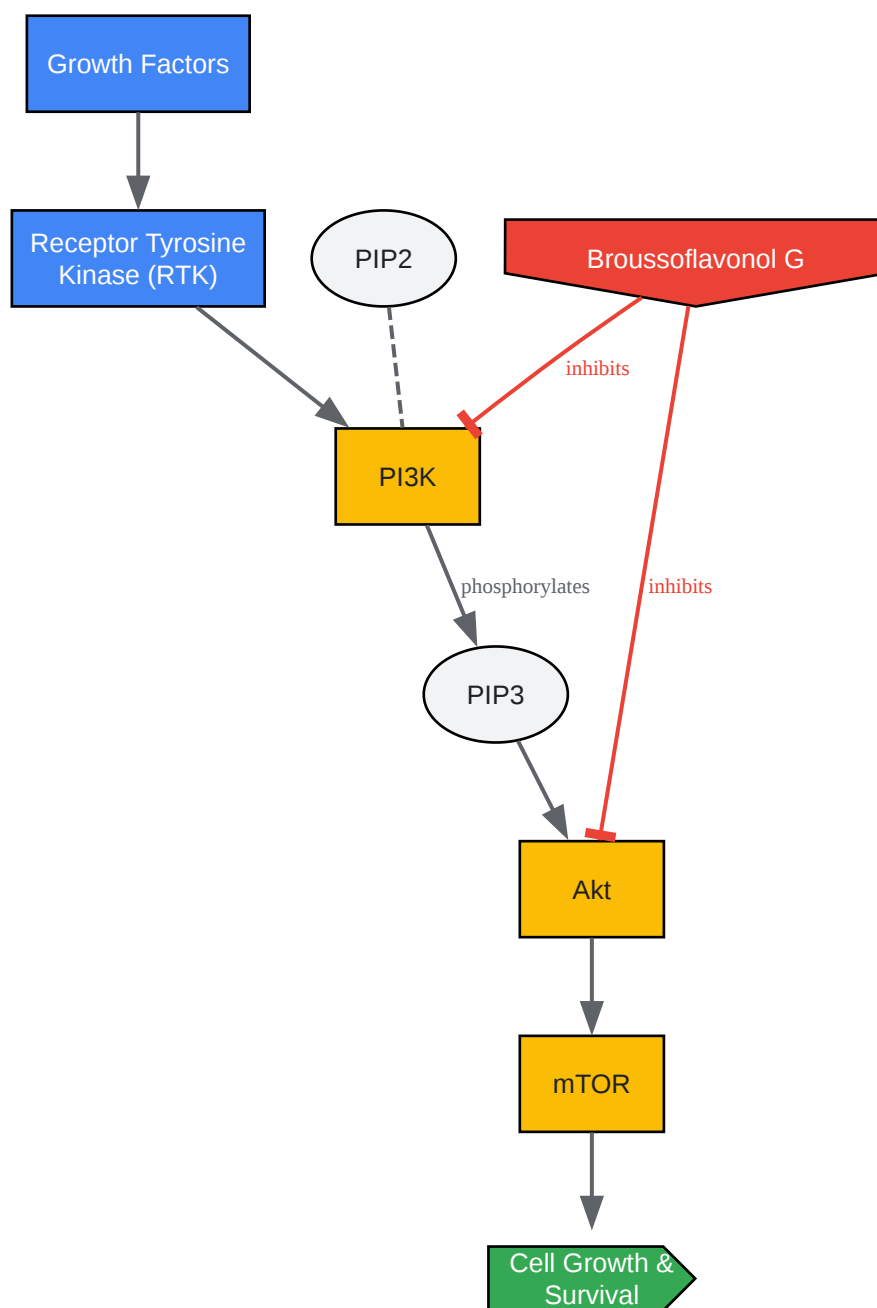 Growth Factors
Receptor Tyrosine
Kinase (RTK)
PIP2
Broussoflavonol G
inhibits
PI3K
phosphorylates
inhibits
PIP3
Akt
mTOR
Cell Growth &
Survival